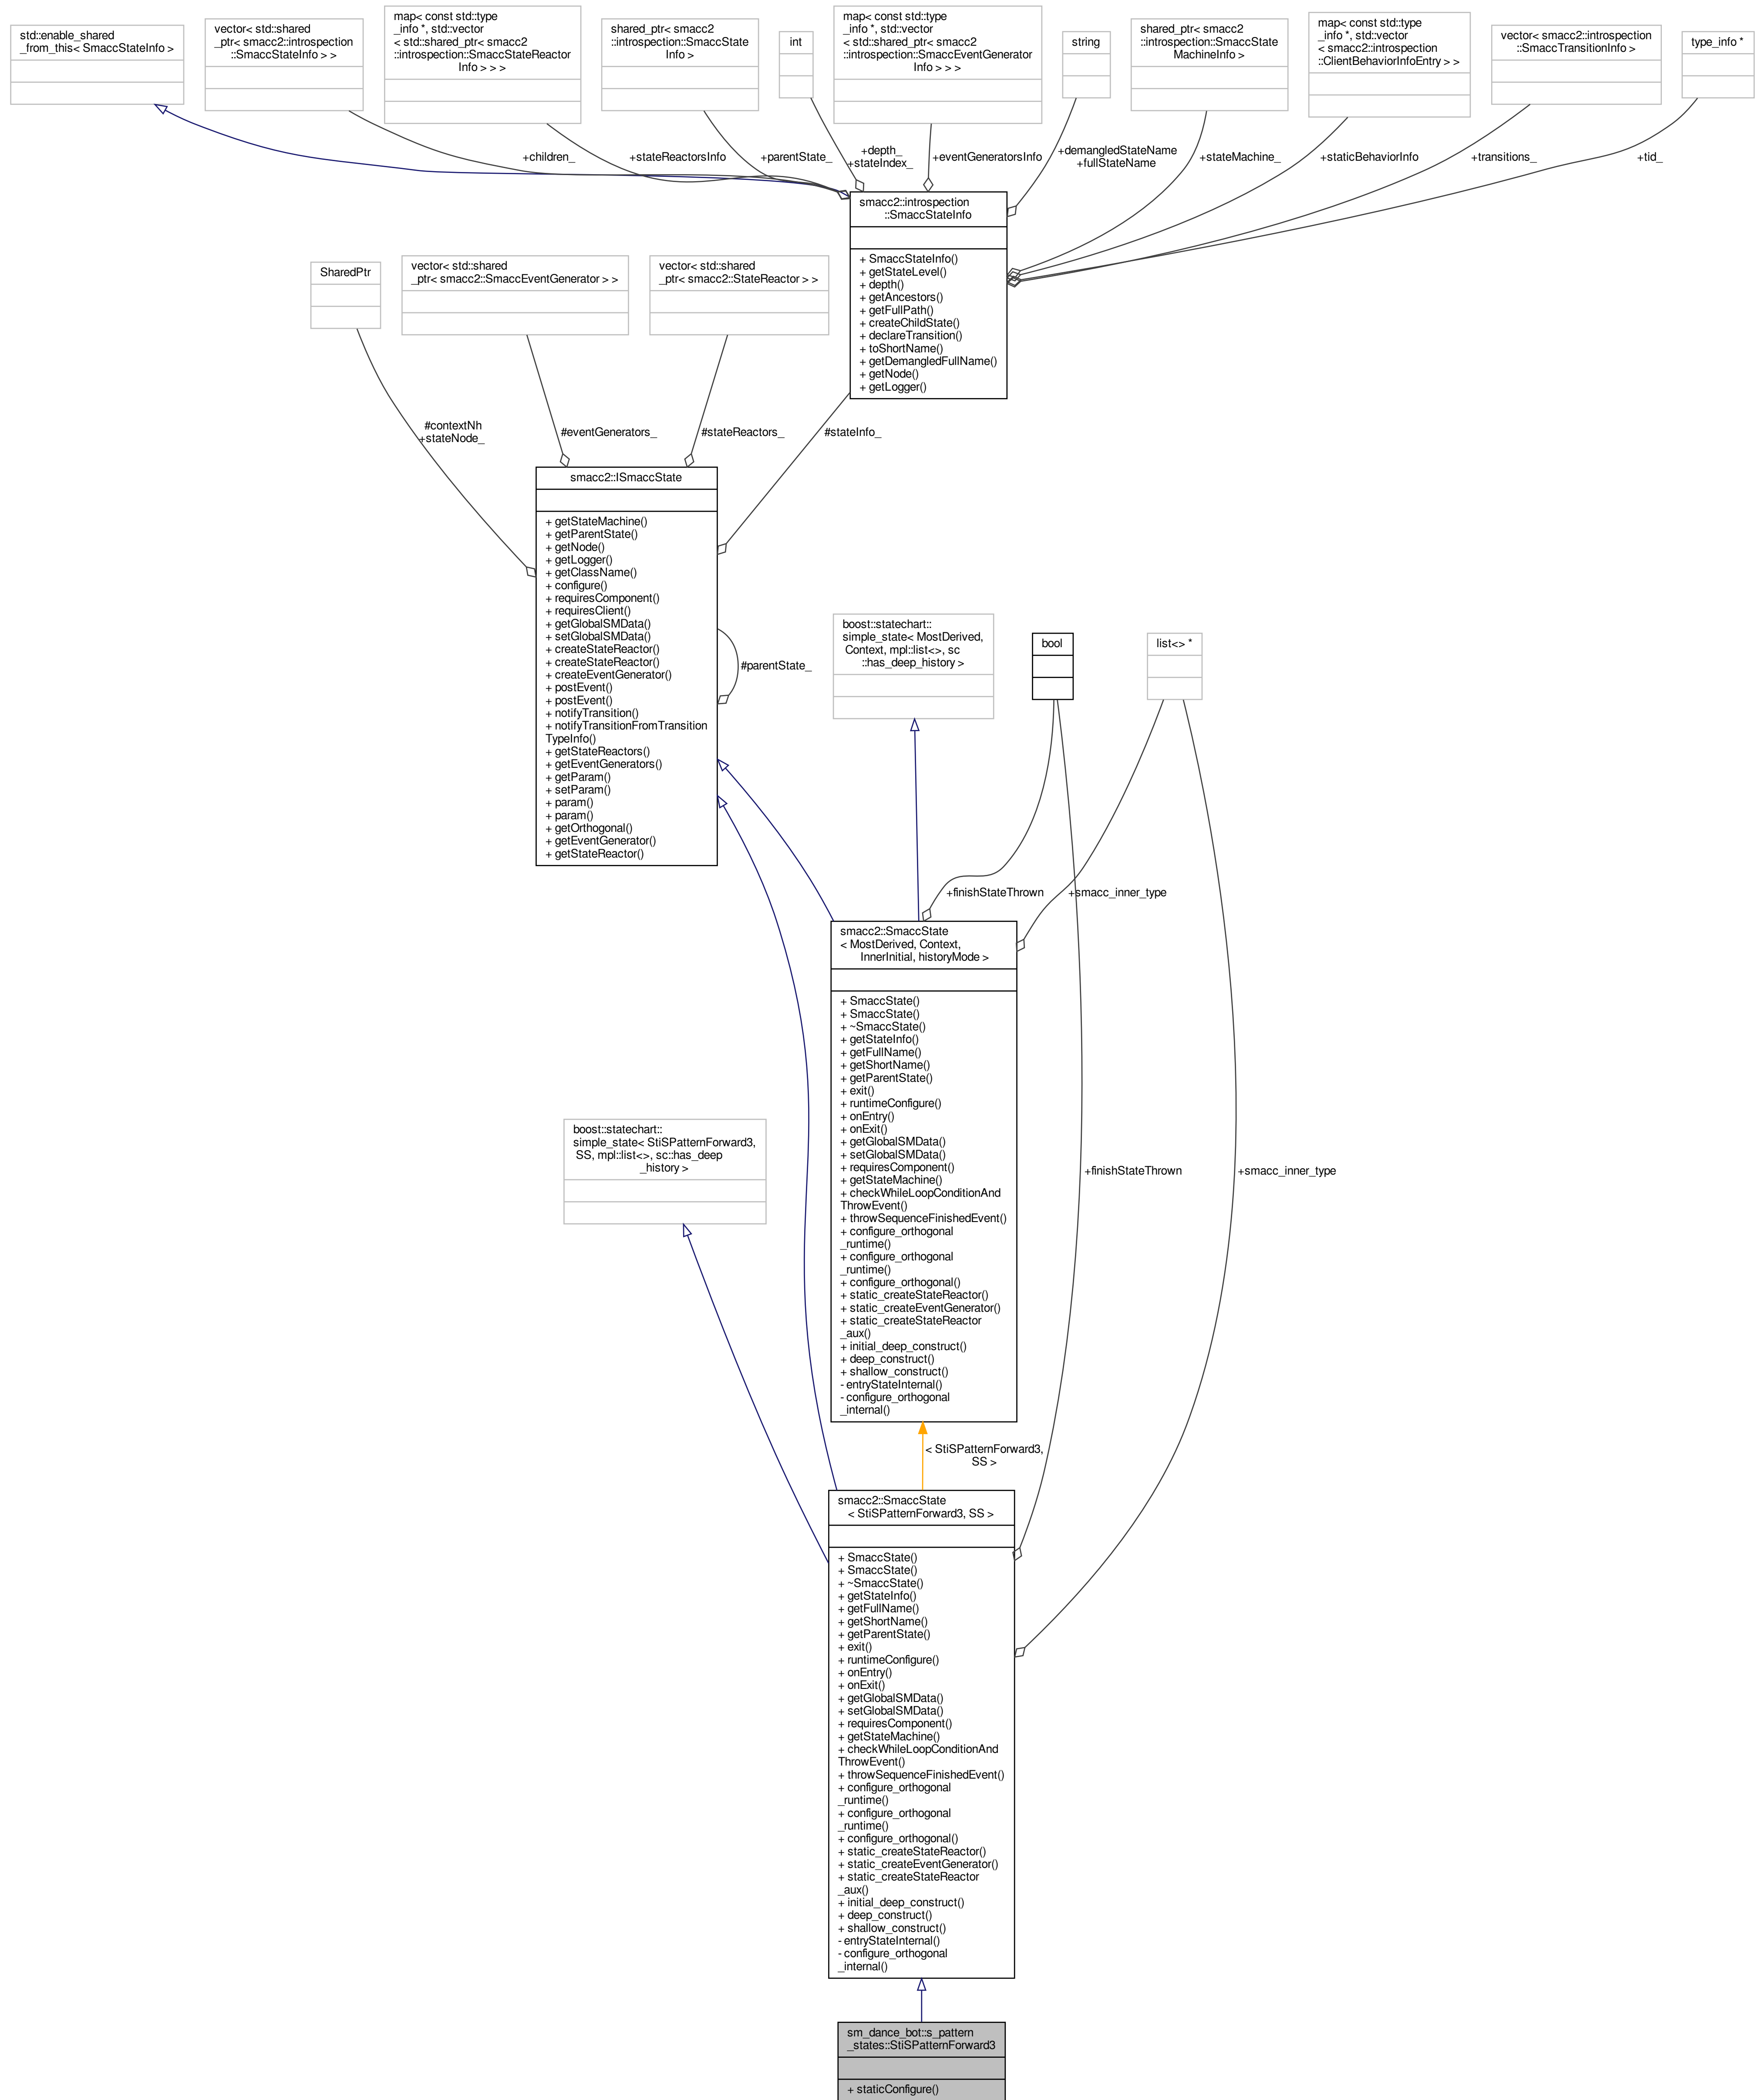 std::enable_shared
_from_this< SmaccStateInfo >
vector< std::shared
_ptr< smacc2::introspection
::SmaccStateInfo > >
map< const std::type
_info *, std::vector
< std::shared_ptr< smacc2
::introspection::SmaccStateReactor
Info > > >
shared_ptr< smacc2
::introspection::SmaccState
Info >
int
map< const std::type
_info *, std::vector
< std::shared_ptr< smacc2
::introspection::SmaccEventGenerator
Info > > >
string
shared_ptr< smacc2
::introspection::SmaccState
MachineInfo >
map< const std::type
_info *, std::vector
< smacc2::introspection
::ClientBehaviorInfoEntry > >
vector< smacc2::introspection
::SmaccTransitionInfo >
type_info *
+children_
+stateReactorsInfo
+parentState_
+depth_
+stateIndex_
+eventGeneratorsInfo
+demangledStateName
+fullStateName
+stateMachine_
+staticBehaviorInfo
+transitions_
+tid_
smacc2::introspection
::SmaccStateInfo
+ SmaccStateInfo()
+ getStateLevel()
+ depth()
+ getAncestors()
+ getFullPath()
+ createChildState()
+ declareTransition()
+ toShortName()
+ getDemangledFullName()
+ getNode()
+ getLogger()
SharedPtr
vector< std::shared
_ptr< smacc2::SmaccEventGenerator > >
vector< std::shared
_ptr< smacc2::StateReactor > >
#contextNh
+stateNode_
#eventGenerators_
#stateReactors_
#stateInfo_
smacc2::ISmaccState
+ getStateMachine()
+ getParentState()
+ getNode()
+ getLogger()
+ getClassName()
+ configure()
+ requiresComponent()
+ requiresClient()
+ getGlobalSMData()
+ setGlobalSMData()
+ createStateReactor()
+ createStateReactor()
+ createEventGenerator()
+ postEvent()
+ postEvent()
+ notifyTransition()
+ notifyTransitionFromTransition
TypeInfo()
+ getStateReactors()
+ getEventGenerators()
+ getParam()
+ setParam()
+ param()
+ param()
+ getOrthogonal()
+ getEventGenerator()
+ getStateReactor()
#parentState_
boost::statechart::
simple_state< MostDerived,
Context, mpl::list<>, sc
::has_deep_history >
bool
list<> *
+finishStateThrown
+smacc_inner_type
smacc2::SmaccState
< MostDerived, Context,
InnerInitial, historyMode >
+ SmaccState()
+ SmaccState()
+ ~SmaccState()
+ getStateInfo()
+ getFullName()
+ getShortName()
+ getParentState()
+ exit()
+ runtimeConfigure()
+ onEntry()
+ onExit()
+ getGlobalSMData()
+ setGlobalSMData()
+ requiresComponent()
+ getStateMachine()
+ checkWhileLoopConditionAnd
ThrowEvent()
+ throwSequenceFinishedEvent()
+ configure_orthogonal
_runtime()
+ configure_orthogonal
_runtime()
+ configure_orthogonal()
+ static_createStateReactor()
+ static_createEventGenerator()
+ static_createStateReactor
_aux()
+ initial_deep_construct()
+ deep_construct()
+ shallow_construct()
- entryStateInternal()
- configure_orthogonal
_internal()
boost::statechart::
simple_state< StiSPatternForward3,
SS, mpl::list<>, sc::has_deep
_history >
+finishStateThrown
+smacc_inner_type
< StiSPatternForward3,
SS >
smacc2::SmaccState
< StiSPatternForward3, SS >
+ SmaccState()
+ SmaccState()
+ ~SmaccState()
+ getStateInfo()
+ getFullName()
+ getShortName()
+ getParentState()
+ exit()
+ runtimeConfigure()
+ onEntry()
+ onExit()
+ getGlobalSMData()
+ setGlobalSMData()
+ requiresComponent()
+ getStateMachine()
+ checkWhileLoopConditionAnd
ThrowEvent()
+ throwSequenceFinishedEvent()
+ configure_orthogonal
_runtime()
+ configure_orthogonal
_runtime()
+ configure_orthogonal()
+ static_createStateReactor()
+ static_createEventGenerator()
+ static_createStateReactor
_aux()
+ initial_deep_construct()
+ deep_construct()
+ shallow_construct()
- entryStateInternal()
- configure_orthogonal
_internal()
sm_dance_bot::s_pattern
_states::StiSPatternForward3
+ staticConfigure()